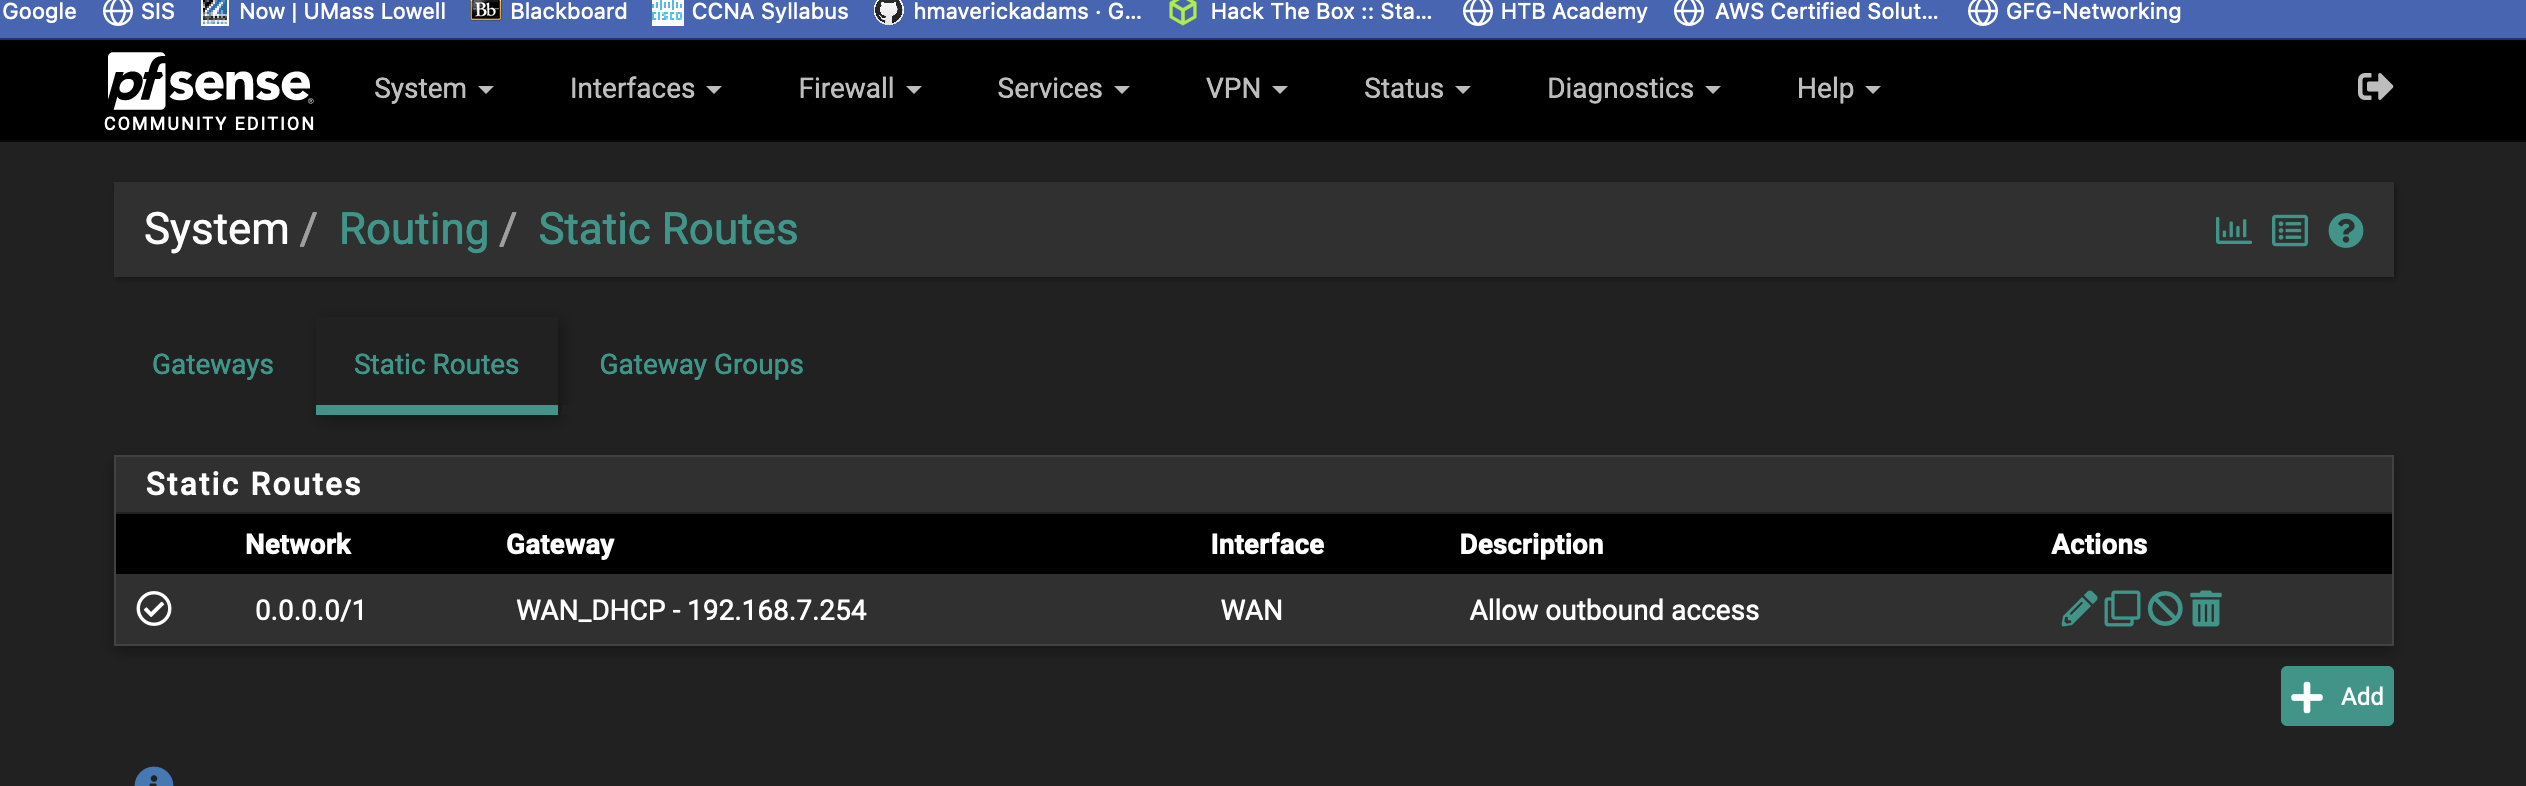 Google SIS Now | UMass Lowell Bb Blackboard CISCO CCNA Syllabus hmaverickadams · G... Hack The Box :: Sta... HTB Academy AWS Certified Solut... GFG-Networking
pfsense System Interfaces Firewall Services VPN Status Diagnostics Help
COMMUNITY EDITION
System / Routing / Static Routes
Gateways Static Routes Gateway Groups
Static Routes
Network Gateway Interface Description Actions
0.0.0.0/1 WAN_DHCP - 192.168.7.254 WAN Allow outbound access
Add